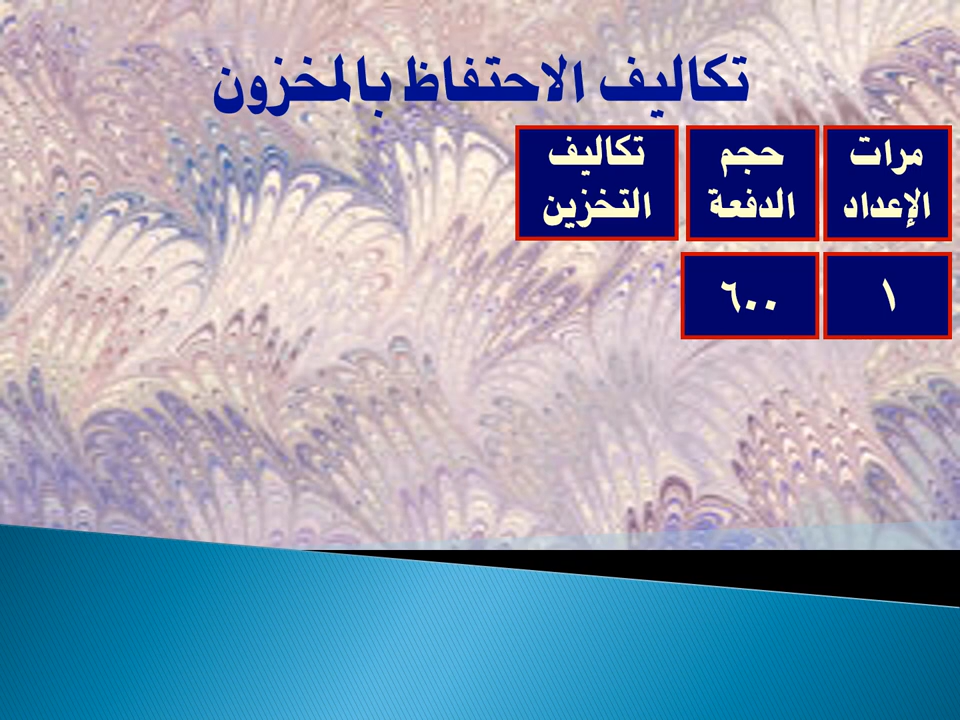 تكاليف الاحتفاظ بالمخزون
مرات
الإعداد
حجم
الدفعة
تكاليف
التخزين
١
٦٠٠